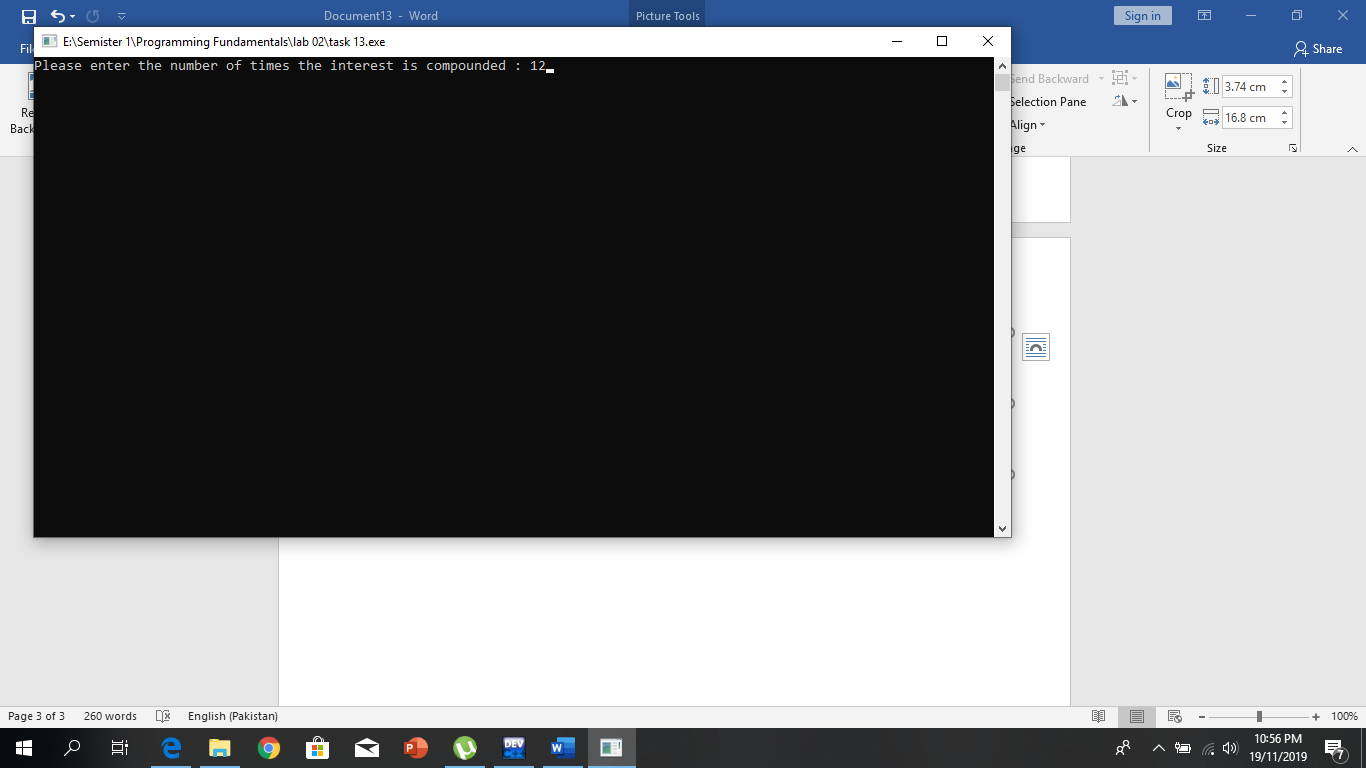 Document13 - Word
Picture Tools
Sign in
E:\Semister 1\Programming Fundamentals\lab 02\task 13.exe
Share
Please enter the number of times the interest is compounded : 12
Send Backward
Selection Pane
Align
Crop
3.74 cm
16.8 cm
Size
Page 3 of 3
260 words
English (Pakistan)
100%
DEV
10:56 PM
19/11/2019
7